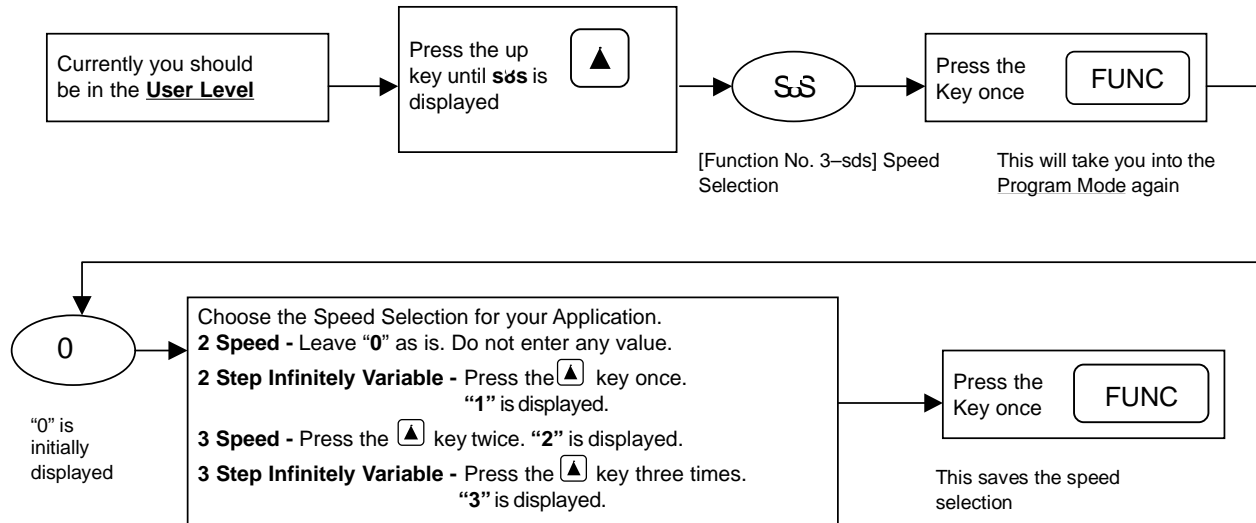 Currently you should
be in the User Level
Press the up
key until sds is
displayed
SdS
Press the
Key once
FUNC
[Function No. 3–sds] Speed
Selection
This will take you into the
Program Mode again
0
“0” is
initially
displayed
Choose the Speed Selection for your Application.
2 Speed - Leave “0” as is. Do not enter any value.
2 Step Infinitely Variable - Press the key once.
“1” is displayed.
3 Speed - Press the key twice. “2” is displayed.
3 Step Infinitely Variable - Press the key three times.
“3” is displayed.
Press the
Key once
FUNC
This saves the speed
selection